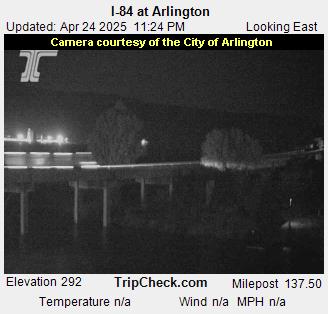 I-84 at Arlington
Updated: Apr 24 2025 11:24 PM Looking East
Camera courtesy of the City of Arlington
Elevation 292 TripCheck.com Milepost 137.50
Temperature n/a Wind n/a MPH n/a